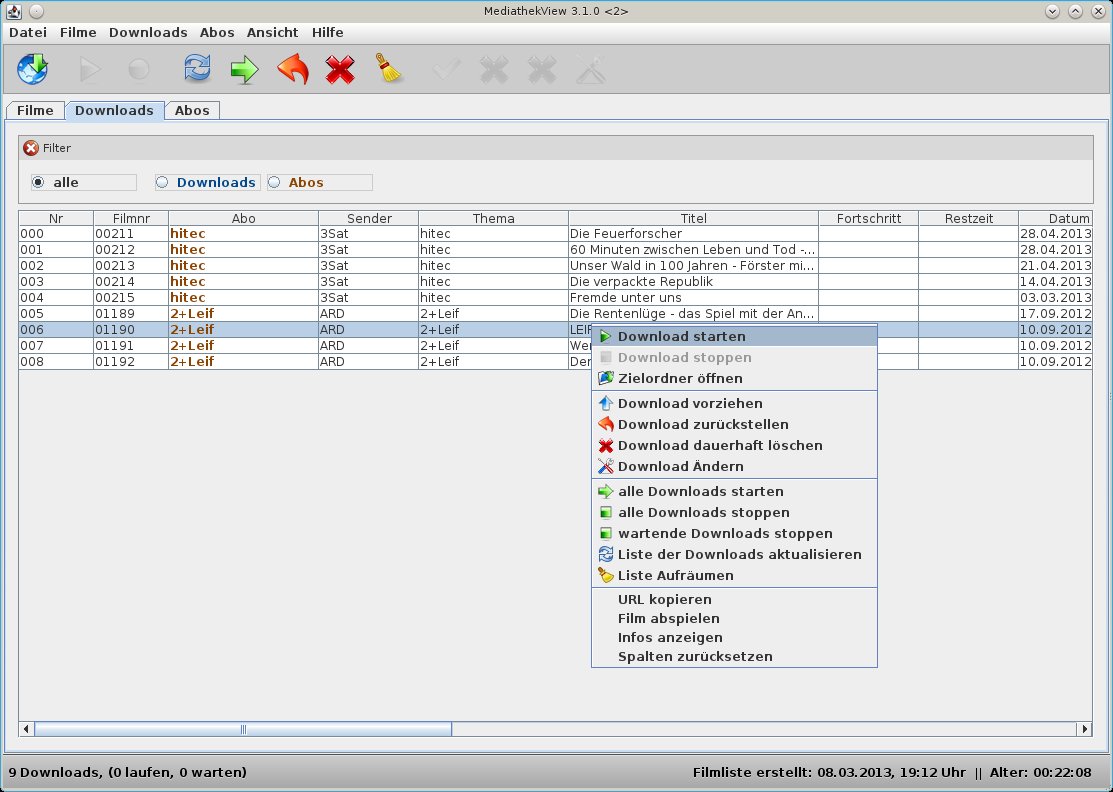 MediathekView 3.1.0 <2>
Datei Filme Downloads Abos Ansicht Hilfe
Filme Downloads Abos
Filter
alle Downloads Abos
Nr Filmnr Abo Sender Thema Titel Fortschritt Restzeit Datum
000 00211 hitec 3Sat hitec Die Feuerforscher 28.04.2013
001 00212 hitec 3Sat hitec 60 Minuten zwischen Leben und Tod -... 28.04.2013
002 00213 hitec 3Sat hitec Unser Wald in 100 Jahren - Förster mi... 21.04.2013
003 00214 hitec 3Sat hitec Die verpackte Republik 14.04.2013
004 00215 hitec 3Sat hitec Fremde unter uns 03.03.2013
005 01189 2+Leif ARD 2+Leif Die Rentenlüge - das Spiel mit der An... 17.09.2012
006 01190 2+Leif ARD 2+Leif 10.09.2012
007 01191 2+Leif ARD 2+Leif 10.09.2012
008 01192 2+Leif ARD 2+Leif 10.09.2012
Download starten
Download stoppen
Zielordner öffnen
Download vorziehen
Download zurückstellen
Download dauerhaft löschen
Download Ändern
alle Downloads starten
alle Downloads stoppen
wartende Downloads stoppen
Liste der Downloads aktualisieren
Liste Aufräumen
URL kopieren
Film abspielen
Infos anzeigen
Spalten zurücksetzen
9 Downloads, (0 laufen, 0 warten) Filmliste erstellt: 08.03.2013, 19:12 Uhr || Alter: 00:22:08